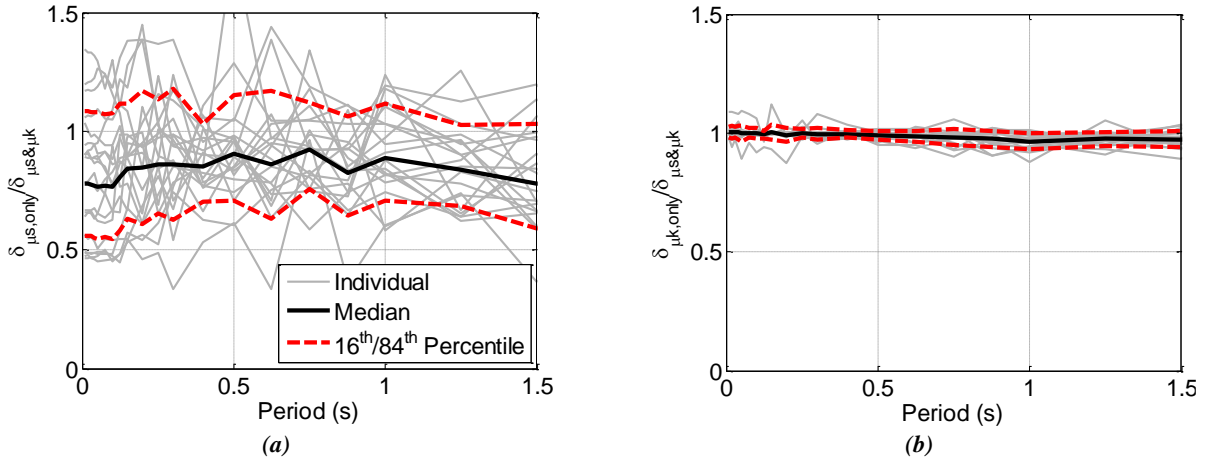 1.5
1
0.5
0
δμs,only/δμs&μk
Individual
Median
16th/84th Percentile
0 0.5 1 1.5
Period (s)
(a)
1.5
1
0.5
0
δμk,only/δμs&μk
0 0.5 1 1.5
Period (s)
(b)